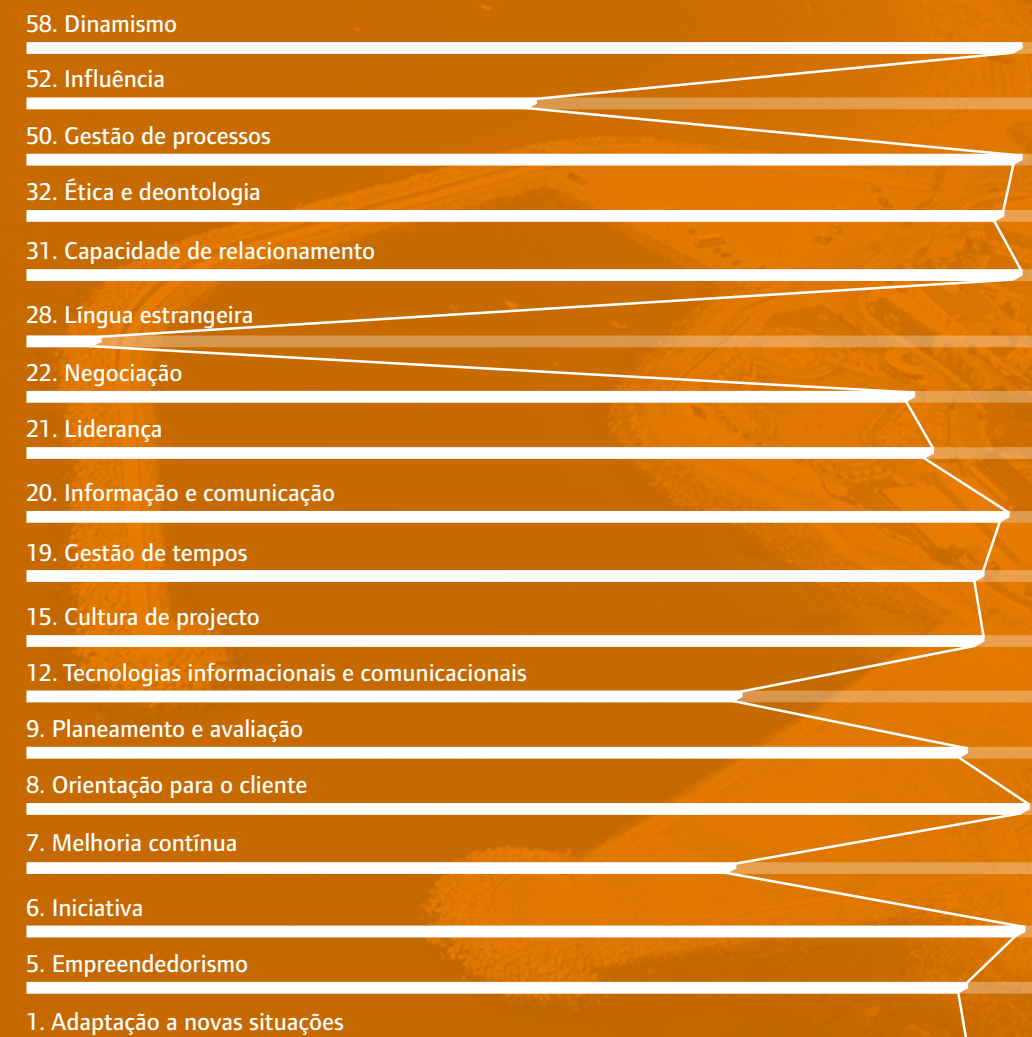 58. Dinamismo
52. Influência
50. Gestão de processos
32. Ética e deontologia
31. Capacidade de relacionamento
28. Língua estrangeira
22. Negociação
21. Liderança
20. Informação e comunicação
19. Gestão de tempos
15. Cultura de projecto
12. Tecnologias informacionais e comunicacionais
9. Planeamento e avaliação
8. Orientação para o cliente
7. Melhoria contínua
6. Iniciativa
5. Empreendedorismo
1. Adaptação a novas situações